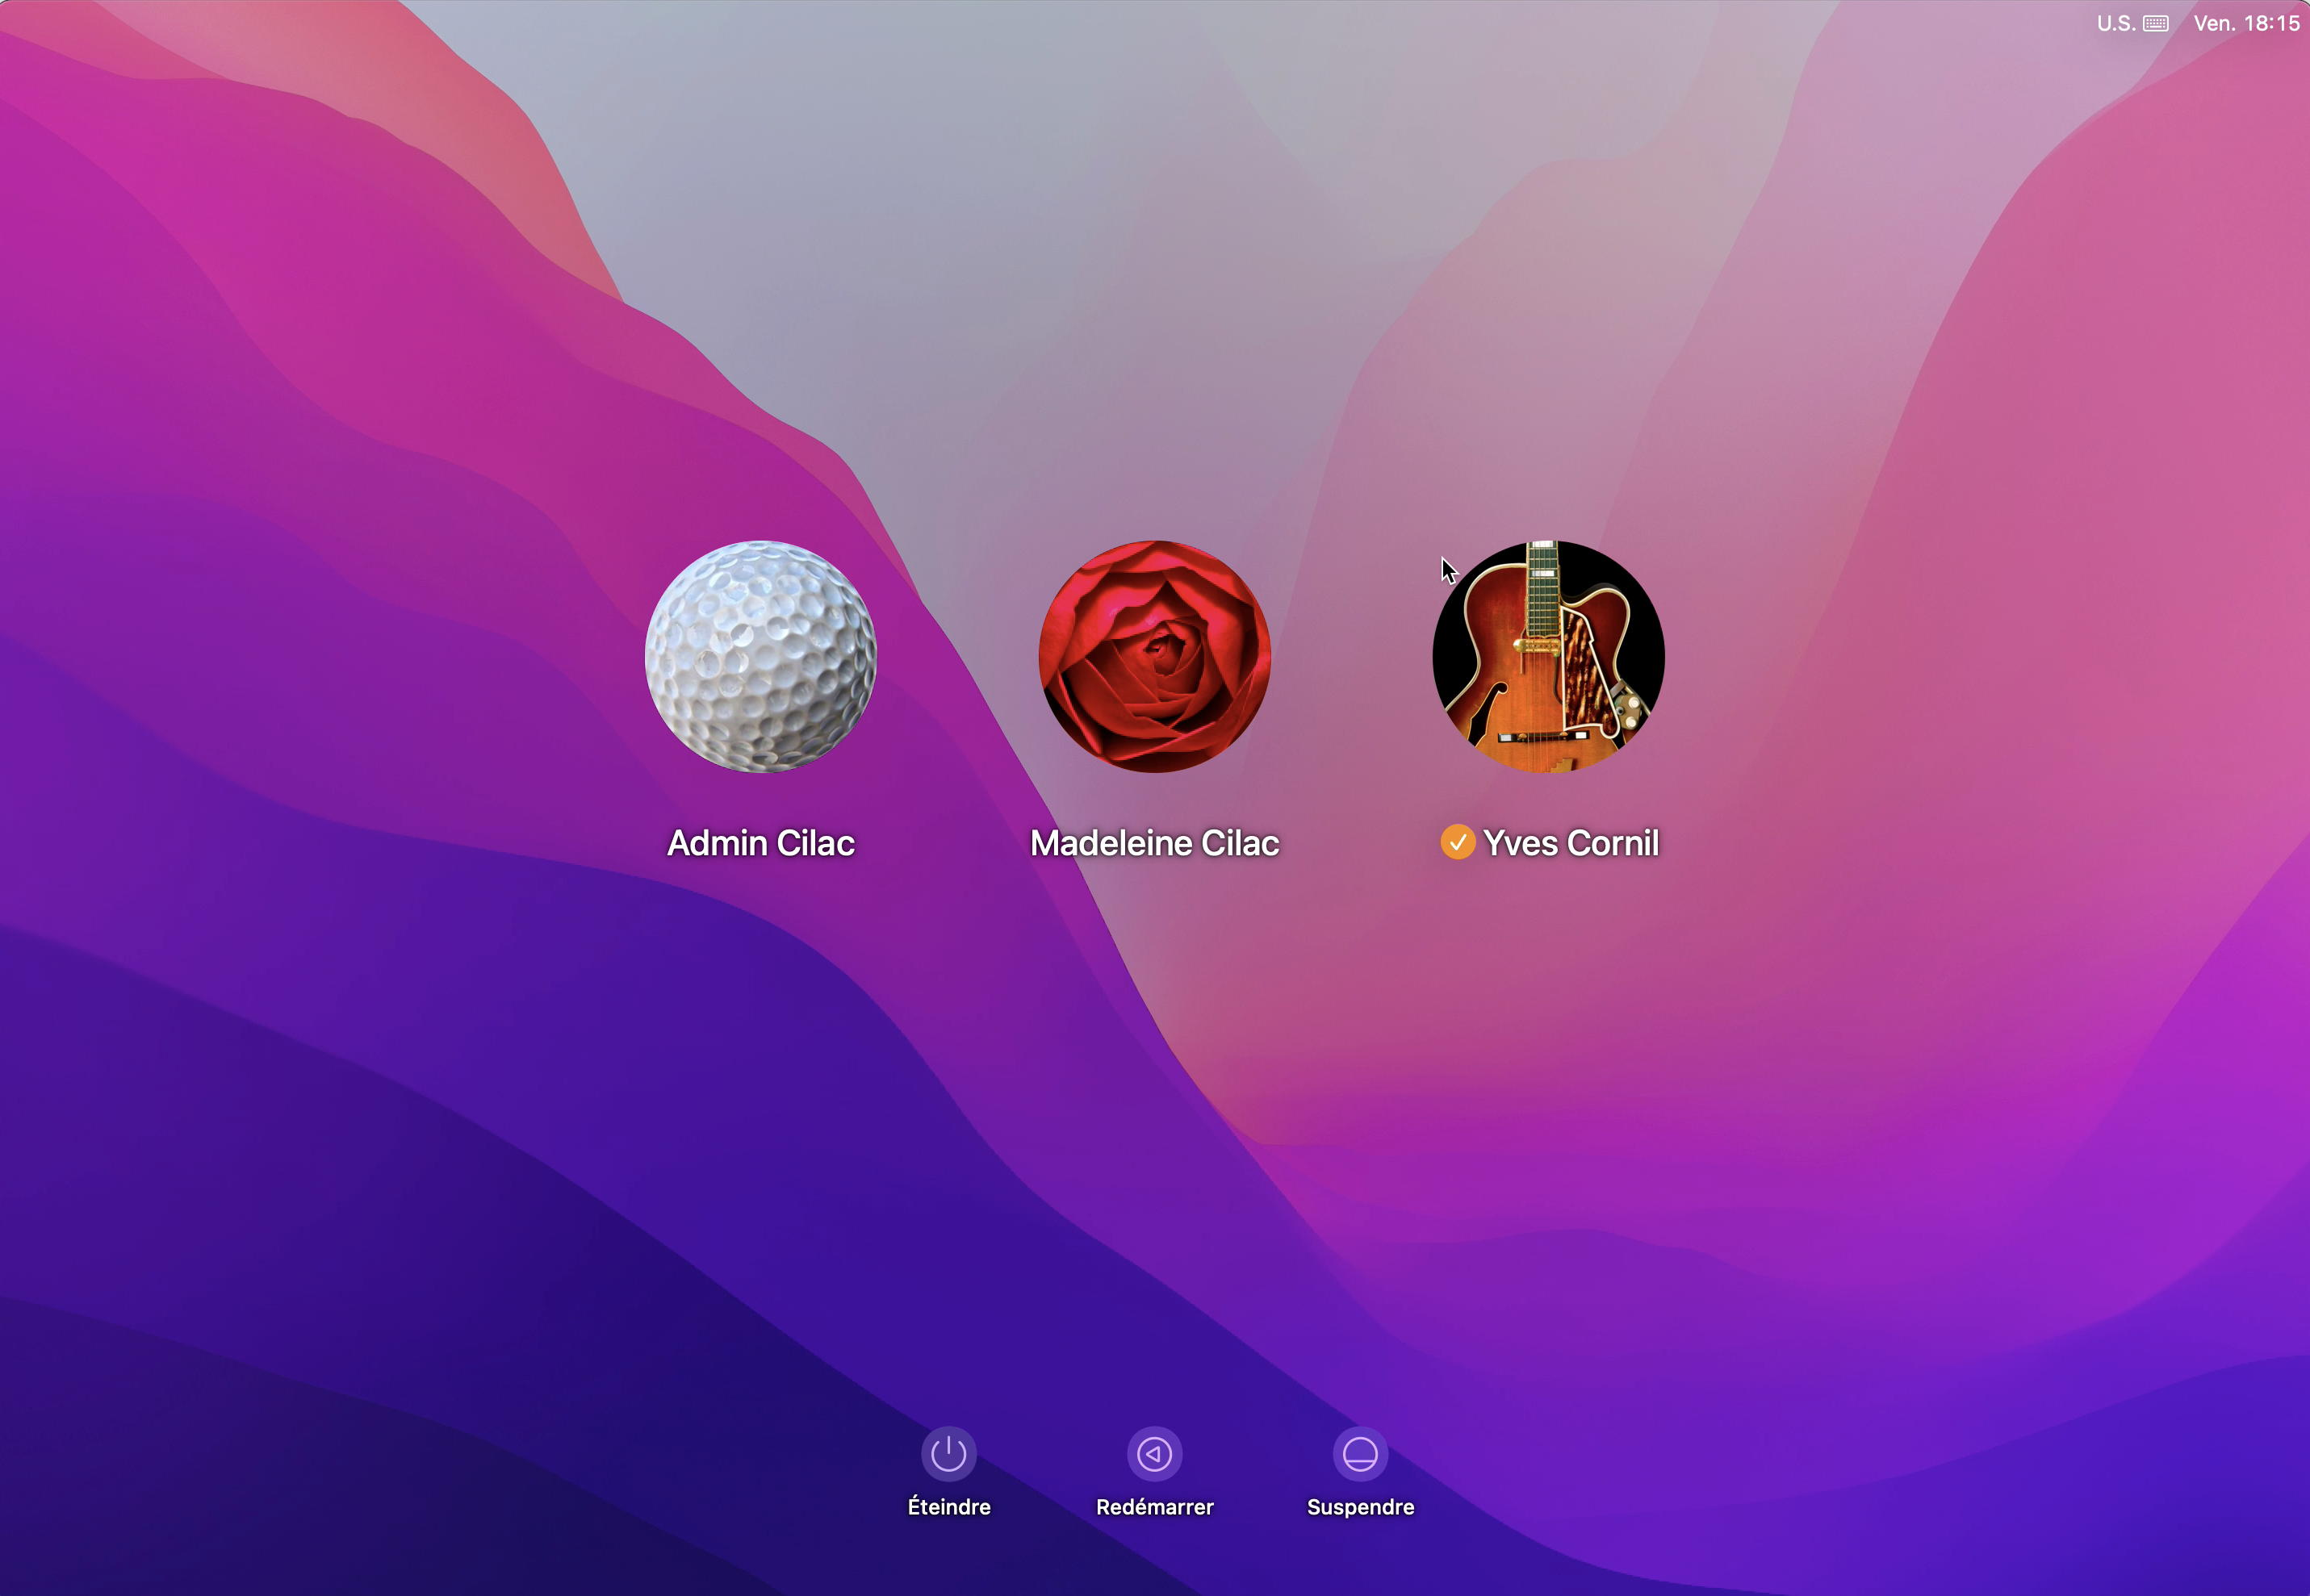 U.S. Ven. 18:15
Admin Cilac
Madeleine Cilac
Yves Cornil
Éteindre
Redémarrer
Suspendre